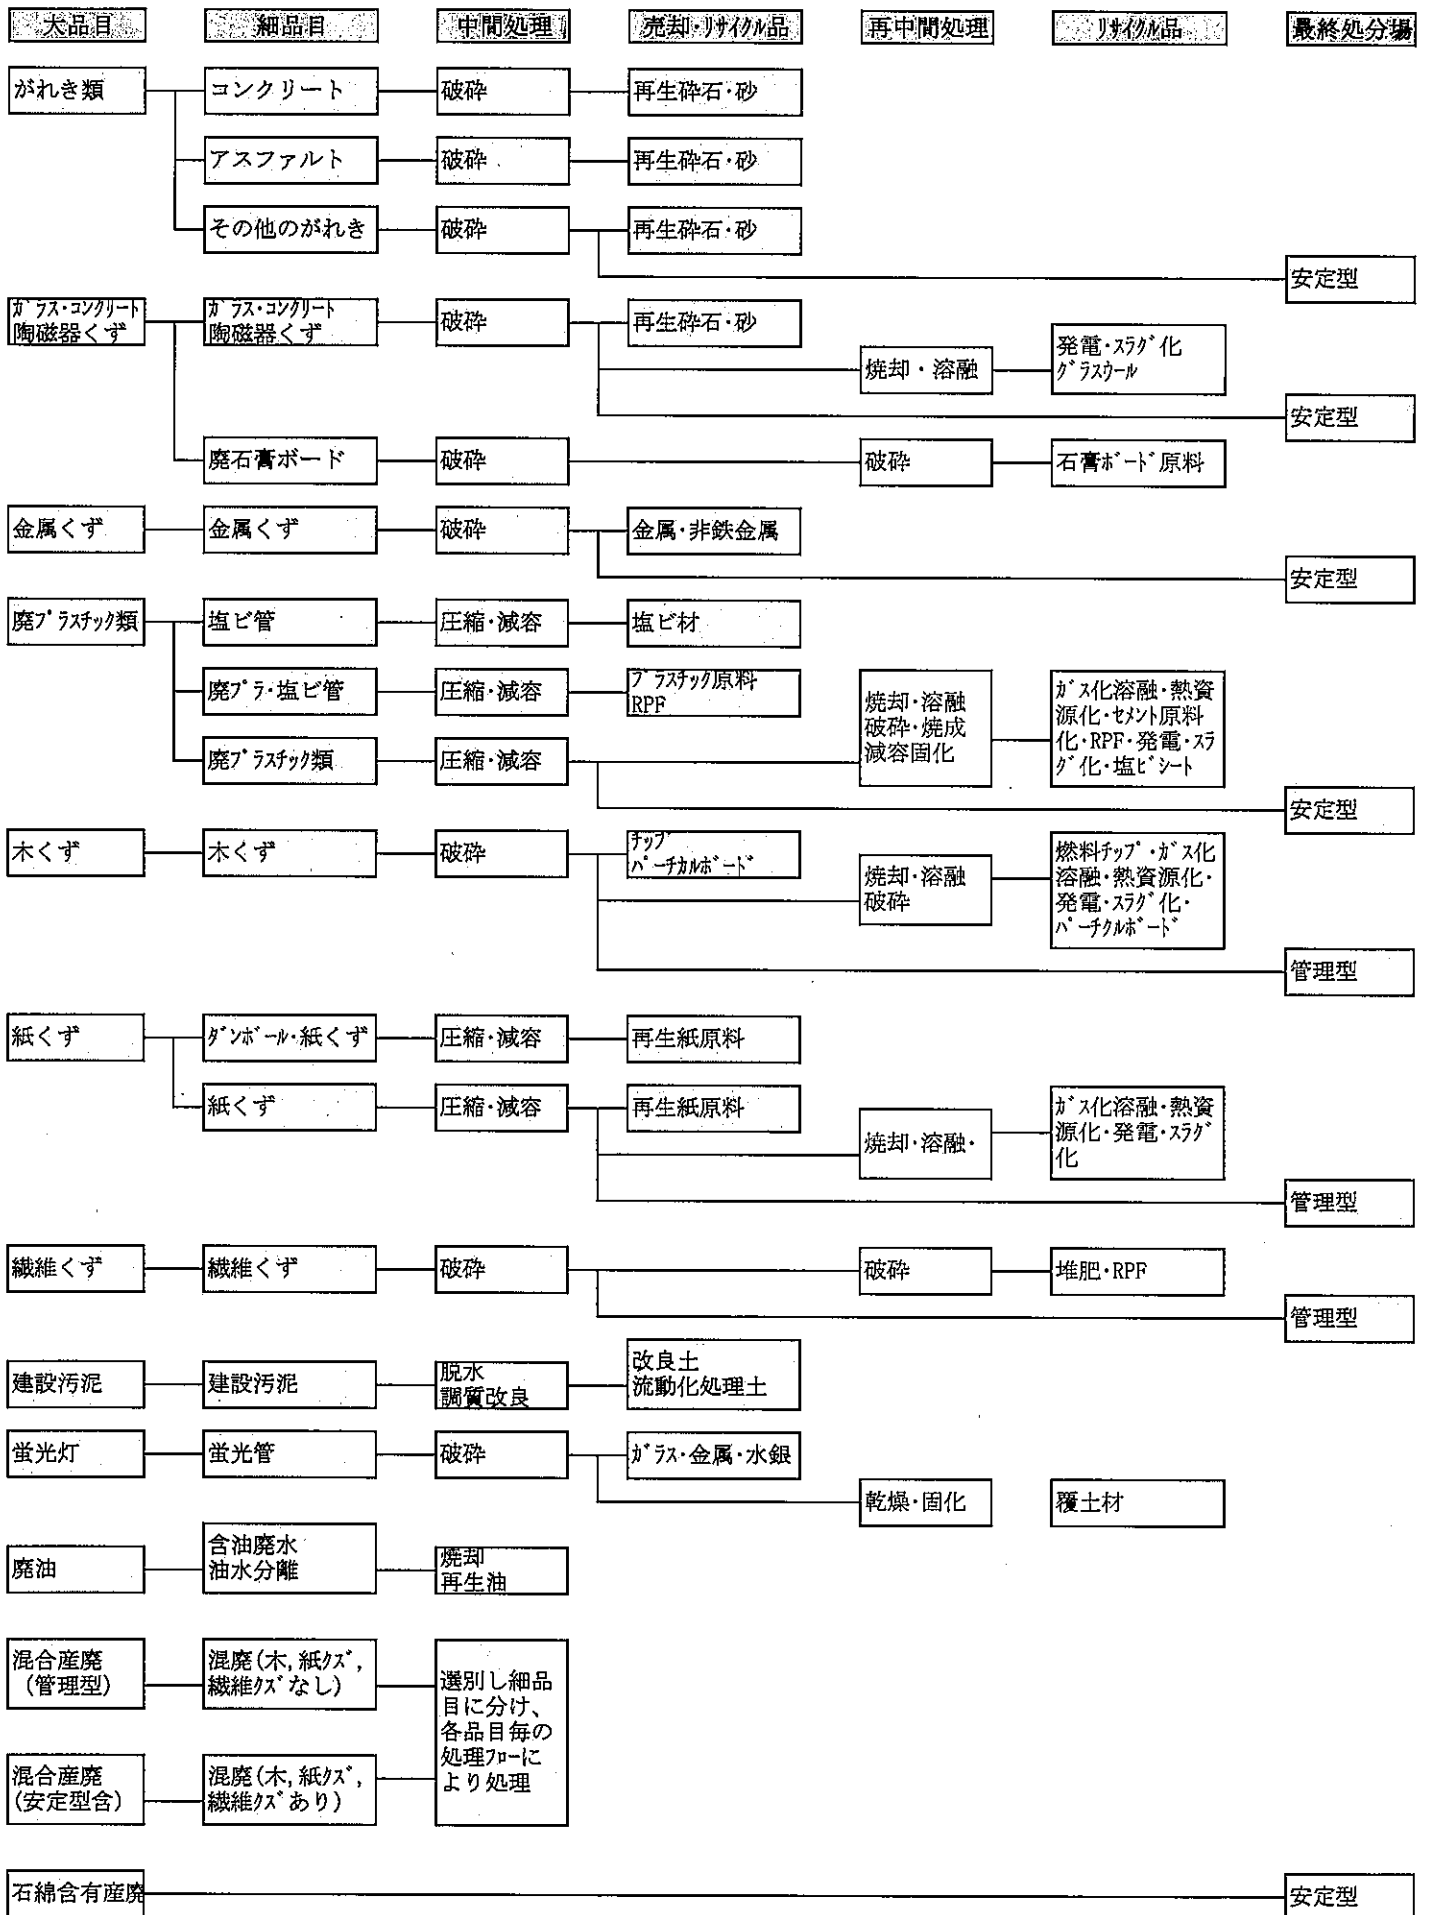 大品目 細品目 中間処理 売却・ﾘｻｲｸﾙ品 再中間処理 ﾘｻｲｸﾙ品 最終処分場
がれき類 コンクリート 破砕 再生砕石・砂
アスファルト 破砕 再生砕石・砂
その他のがれき 破砕 再生砕石・砂
安定型
ｶﾞﾗｽ・ｺﾝｸﾘｰﾄ
陶磁器くず
ｶﾞﾗｽ・ｺﾝｸﾘｰﾄ
陶磁器くず
破砕 再生砕石・砂
焼却・溶融
発電・ｽﾗｸﾞ化
ｸﾞﾗｽｳｰﾙ
安定型
廃石膏ボード 破砕 破砕 石膏ﾎﾞｰﾄﾞ原料
金属くず 金属くず 破砕 金属・非鉄金属
安定型
廃ﾌﾟﾗｽﾁｯｸ類 塩ビ管 圧縮・減容 塩ビ材
廃ﾌﾟﾗ・塩ビ管 圧縮・減容
ﾌﾟﾗｽﾁｯｸ原料
RPF
廃ﾌﾟﾗｽﾁｯｸ類 圧縮・減容
焼却・溶融
破砕・焼成
減容固化
ｶﾞｽ化溶融・熱資
源化・ｾﾒﾝﾄ原料
化・RPF・発電・ｽﾗ
ｸﾞ化・塩ﾋﾞｼｰﾄ
安定型
木くず 木くず 破砕
ﾁｯﾌﾟ
ﾊﾟｰﾁｶﾙﾎﾞｰﾄﾞ
焼却・溶融
破砕
燃料ﾁｯﾌﾟ・ｶﾞｽ化
溶融・熱資源化・
発電・ｽﾗｸﾞ化・
ﾊﾟｰﾁｸﾙﾎﾞｰﾄﾞ
管理型
紙くず ﾀﾞﾝﾎﾞｰﾙ・紙くず 圧縮・減容 再生紙原料
紙くず 圧縮・減容 再生紙原料
焼却・溶融・
ｶﾞｽ化溶融・熱資
源化・発電・ｽﾗｸﾞ
化
管理型
繊維くず 繊維くず 破砕 破砕 堆肥・RPF
管理型
建設汚泥 建設汚泥
脱水
調質改良
改良土
流動化処理土
蛍光灯 蛍光管 破砕 ｶﾞﾗｽ・金属・水銀
乾燥・固化 覆土材
廃油
含油廃水
油水分離
焼却
再生油
混合産廃
(管理型)
混廃(木,紙ｸｽﾞ,
繊維ｸｽﾞなし)
選別し細品
目に分け、
各品目毎の
処理ﾌﾛｰに
より処理
混合産廃
(安定型含)
混廃(木,紙ｸｽﾞ,
繊維ｸｽﾞあり)
石綿含有産廃 安定型